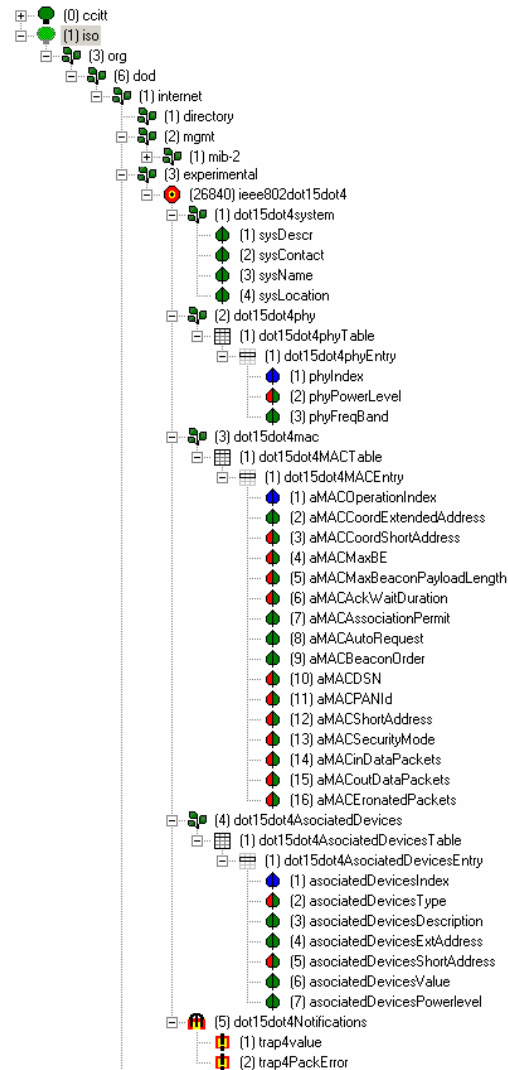 (0) ccitt
(1) iso
(3) org
(6) dod
(1) internet
(1) directory
(2) mgmt
(1) mib-2
(3) experimental
(26840) ieee802dot15dot4
(1) dot15dot4system
(1) sysDescr
(2) sysContact
(3) sysName
(4) sysLocation
(2) dot15dot4phy
(1) dot15dot4phyTable
(1) dot15dot4phyEntry
(1) phyIndex
(2) phyPowerLevel
(3) phyFreqBand
(3) dot15dot4mac
(1) dot15dot4MACTable
(1) dot15dot4MACEntry
(1) aMACOperationIndex
(2) aMACCoordExtendedAddress
(3) aMACCoordShortAddress
(4) aMACMaxBE
(5) aMACMaxBeaconPayloadLength
(6) aMACAckWaitDuration
(7) aMACAssociationPermit
(8) aMACAutoRequest
(9) aMACBeaconOrder
(10) aMACDSN
(11) aMACPANId
(12) aMACShortAddress
(13) aMACSecurityMode
(14) aMACinDataPackets
(15) aMACoutDataPackets
(16) aMACEronatedPackets
(4) dot15dot4AsociatedDevices
(1) dot15dot4AsociatedDevicesTable
(1) dot15dot4AsociatedDevicesEntry
(1) asociatedDevicesIndex
(2) asociatedDevicesType
(3) asociatedDevicesDescription
(4) asociatedDevicesExtAddress
(5) asociatedDevicesShortAddress
(6) asociatedDevicesValue
(7) asociatedDevicesPowerlevel
(5) dot15dot4Notifications
(1) trap4value
(2) trap4PackError